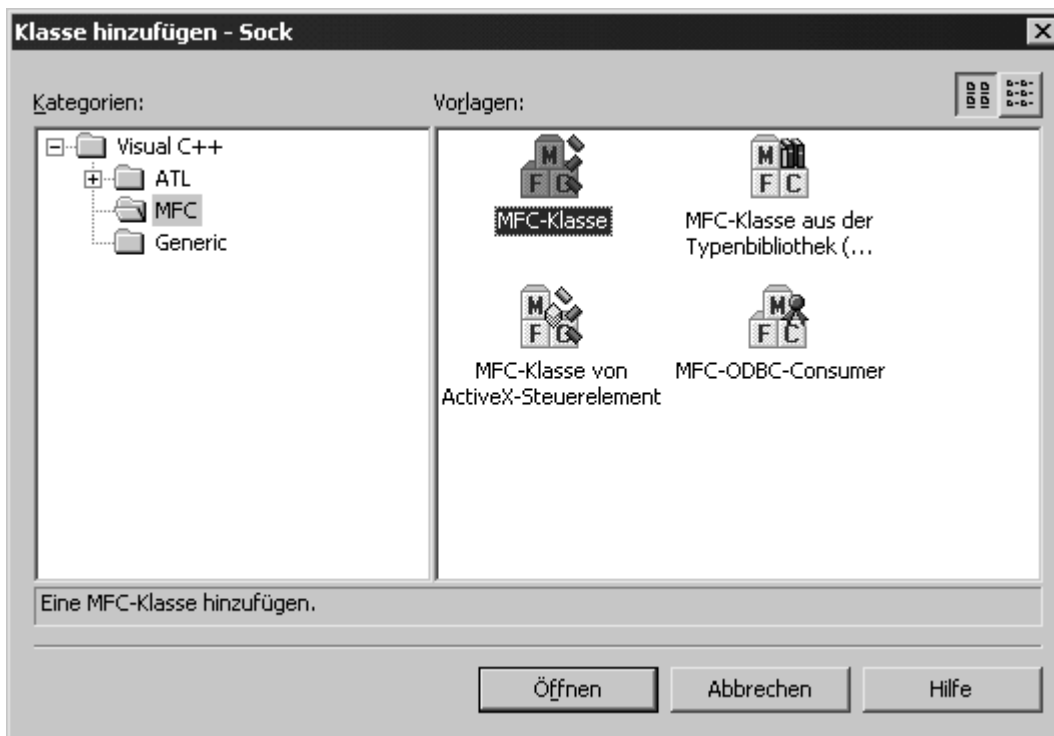 Klasse hinzufügen - Sock
Kategorien:
Vorlagen:
Visual C++
ATL
MFC
Generic
MFC-Klasse
MFC-Klasse aus der
Typenbibliothek (...
MFC-Klasse von
ActiveX-Steuerelement
MFC-ODBC-Consumer
Eine MFC-Klasse hinzufügen.
Öffnen
Abbrechen
Hilfe